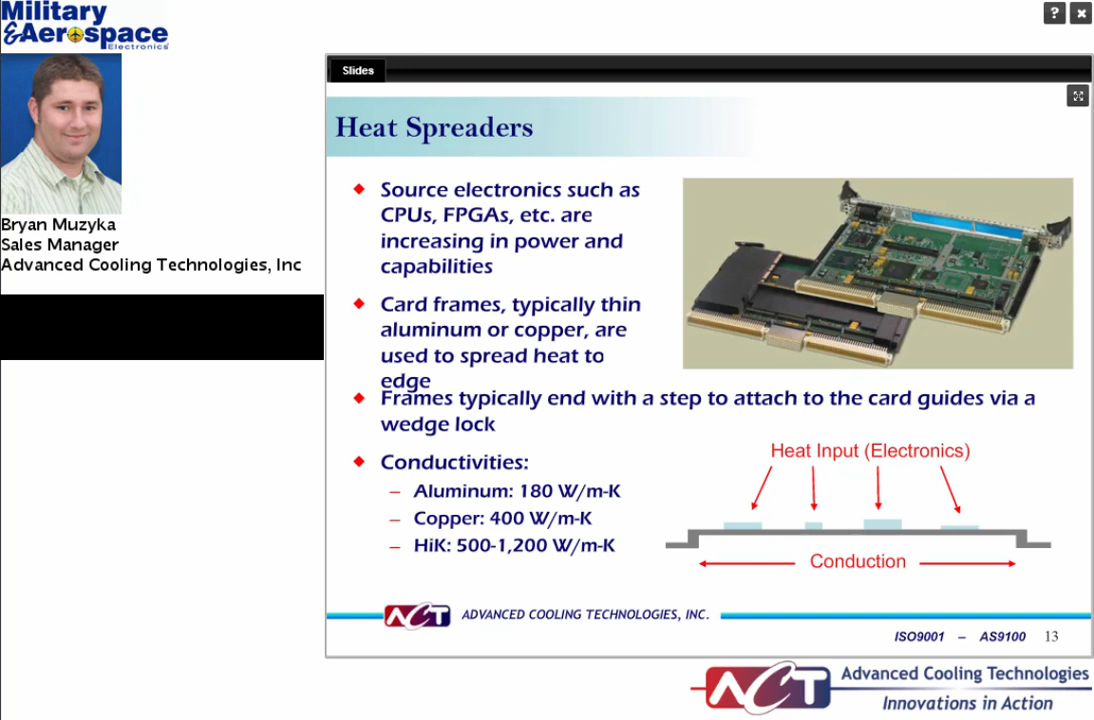 Military
&Aerospace
Electronics
? ×
Bryan Muzyka
Sales Manager
Advanced Cooling Technologies, Inc
Slides
Heat Spreaders
Source electronics such as
CPUs, FPGAs, etc. are
increasing in power and
capabilities
Card frames, typically thin
aluminum or copper, are
used to spread heat to
edge
Frames typically end with a step to attach to the card guides via a
wedge lock
Conductivities:
– Aluminum: 180 W/m-K
– Copper: 400 W/m-K
– HiK: 500-1,200 W/m-K
Heat Input (Electronics)
Conduction
ACT ADVANCED COOLING TECHNOLOGIES, INC.
ISO9001 – AS9100 13
ACT
Advanced Cooling Technologies
Innovations in Action